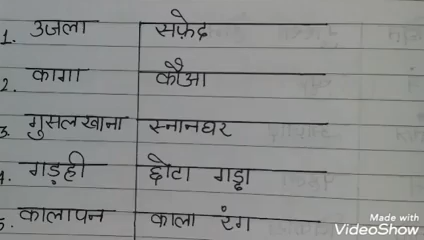 1. उजला सफ़ेद
2. कागा कौआ
3. गुसलखाना स्नानघर
4. गड़ही छोटा गड्ढा
5. कालापन काला रंग
Made with
VideoShow